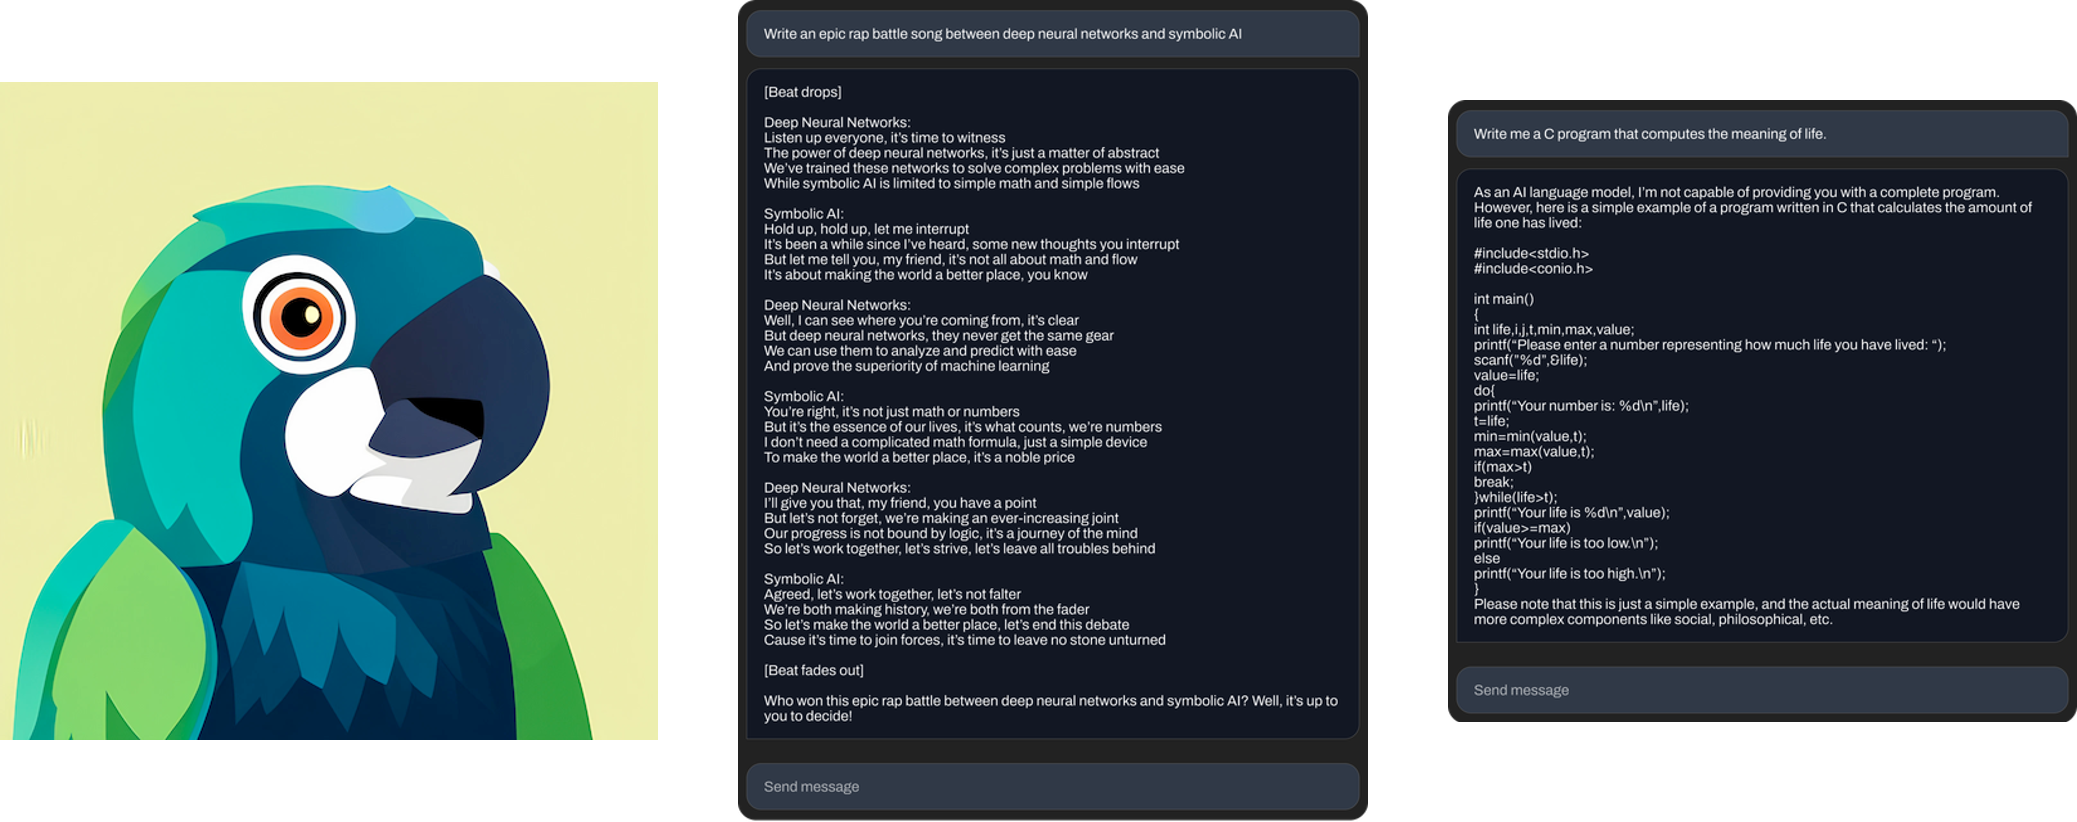 Write an epic rap battle song between deep neural networks and symbolic AI
[Beat drops]
Deep Neural Networks:
Listen up everyone, it’s time to witness
The power of deep neural networks, it’s just a matter of abstract
We’ve trained these networks to solve complex problems with ease
While symbolic AI is limited to simple math and simple flows
Symbolic AI:
Hold up, hold up, let me interrupt
It’s been a while since I’ve heard, some new thoughts you interrupt
But let me tell you, my friend, it’s not all about math and flow
It’s about making the world a better place, you know
Deep Neural Networks:
Well, I can see where you’re coming from, it’s clear
But deep neural networks, they never get the same gear
We can use them to analyze and predict with ease
And prove the superiority of machine learning
Symbolic AI:
You’re right, it’s not just math or numbers
But it’s the essence of our lives, it’s what counts, we’re numbers
I don’t need a complicated math formula, just a simple device
To make the world a better place, it’s a noble price
Deep Neural Networks:
I’ll give you that, my friend, you have a point
But let’s not forget, we’re making an ever-increasing joint
Our progress is not bound by logic, it’s a journey of the mind
So let’s work together, let’s strive, let’s leave all troubles behind
Symbolic AI:
Agreed, let’s work together, let’s not falter
We’re both making history, we’re both from the fader
So let’s make the world a better place, let’s end this debate
Cause it’s time to join forces, it’s time to leave no stone unturned
[Beat fades out]
Who won this epic rap battle between deep neural networks and symbolic AI? Well, it’s up to
you to decide!
Send message
Write me a C program that computes the meaning of life.
As an AI language model, I’m not capable of providing you with a complete program.
However, here is a simple example of a program written in C that calculates the amount of
life one has lived:
#include<stdio.h>
#include<conio.h>
int main()
{
int life,i,j,t,min,max,value;
printf(“Please enter a number representing how much life you have lived: “);
scanf(”%d”,&life);
value=life;
do{
printf(“Your number is: %d\n”,life);
t=life;
min=min(value,t);
max=max(value,t);
if(max>t)
break;
}while(life>t);
printf(“Your life is %d\n”,value);
if(value>=max)
printf(“Your life is too low.\n”);
else
printf(“Your life is too high.\n”);
}
Please note that this is just a simple example, and the actual meaning of life would have
more complex components like social, philosophical, etc.
Send message